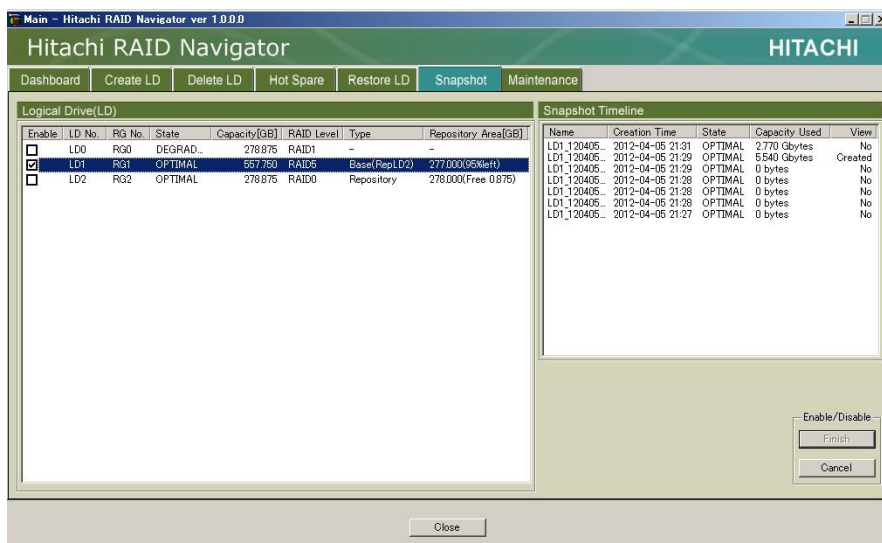 Main - Hitachi RAID Navigator ver 1.0.0.0
Hitachi RAID Navigator
HITACHI
Dashboard Create LD Delete LD Hot Spare Restore LD Snapshot Maintenance
Logical Drive(LD)
Enable LD No. RG No. State Capacity[GB] RAID Level Type Repository Area[GB]
LD0 RG0 DEGRAD... 278.875 RAID1 - -
LD1 RG1 OPTIMAL 557.750 RAID5 Base(RepLD2) 277.000(95%left)
LD2 RG2 OPTIMAL 278.875 RAID0 Repository 278.000(Free 0.875)
Snapshot Timeline
Name Creation Time State Capacity Used View
LD1_120405... 2012-04-05 21:31 OPTIMAL 2.770 Gbytes No
LD1_120405... 2012-04-05 21:29 OPTIMAL 5.540 Gbytes Created
LD1_120405... 2012-04-05 21:29 OPTIMAL 0 bytes No
LD1_120405... 2012-04-05 21:28 OPTIMAL 0 bytes No
LD1_120405... 2012-04-05 21:28 OPTIMAL 0 bytes No
LD1_120405... 2012-04-05 21:28 OPTIMAL 0 bytes No
LD1_120405... 2012-04-05 21:27 OPTIMAL 0 bytes No
Enable/Disable
Finish
Cancel
Close